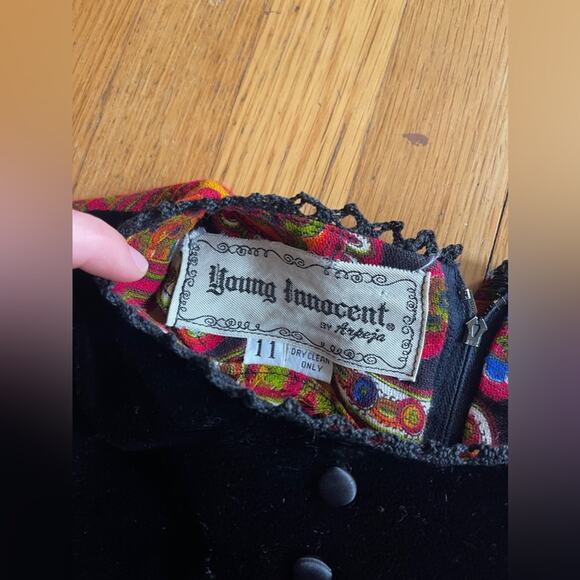 Young Innocent®
BY Arpeja
11
DRY CLEAN
ONLY